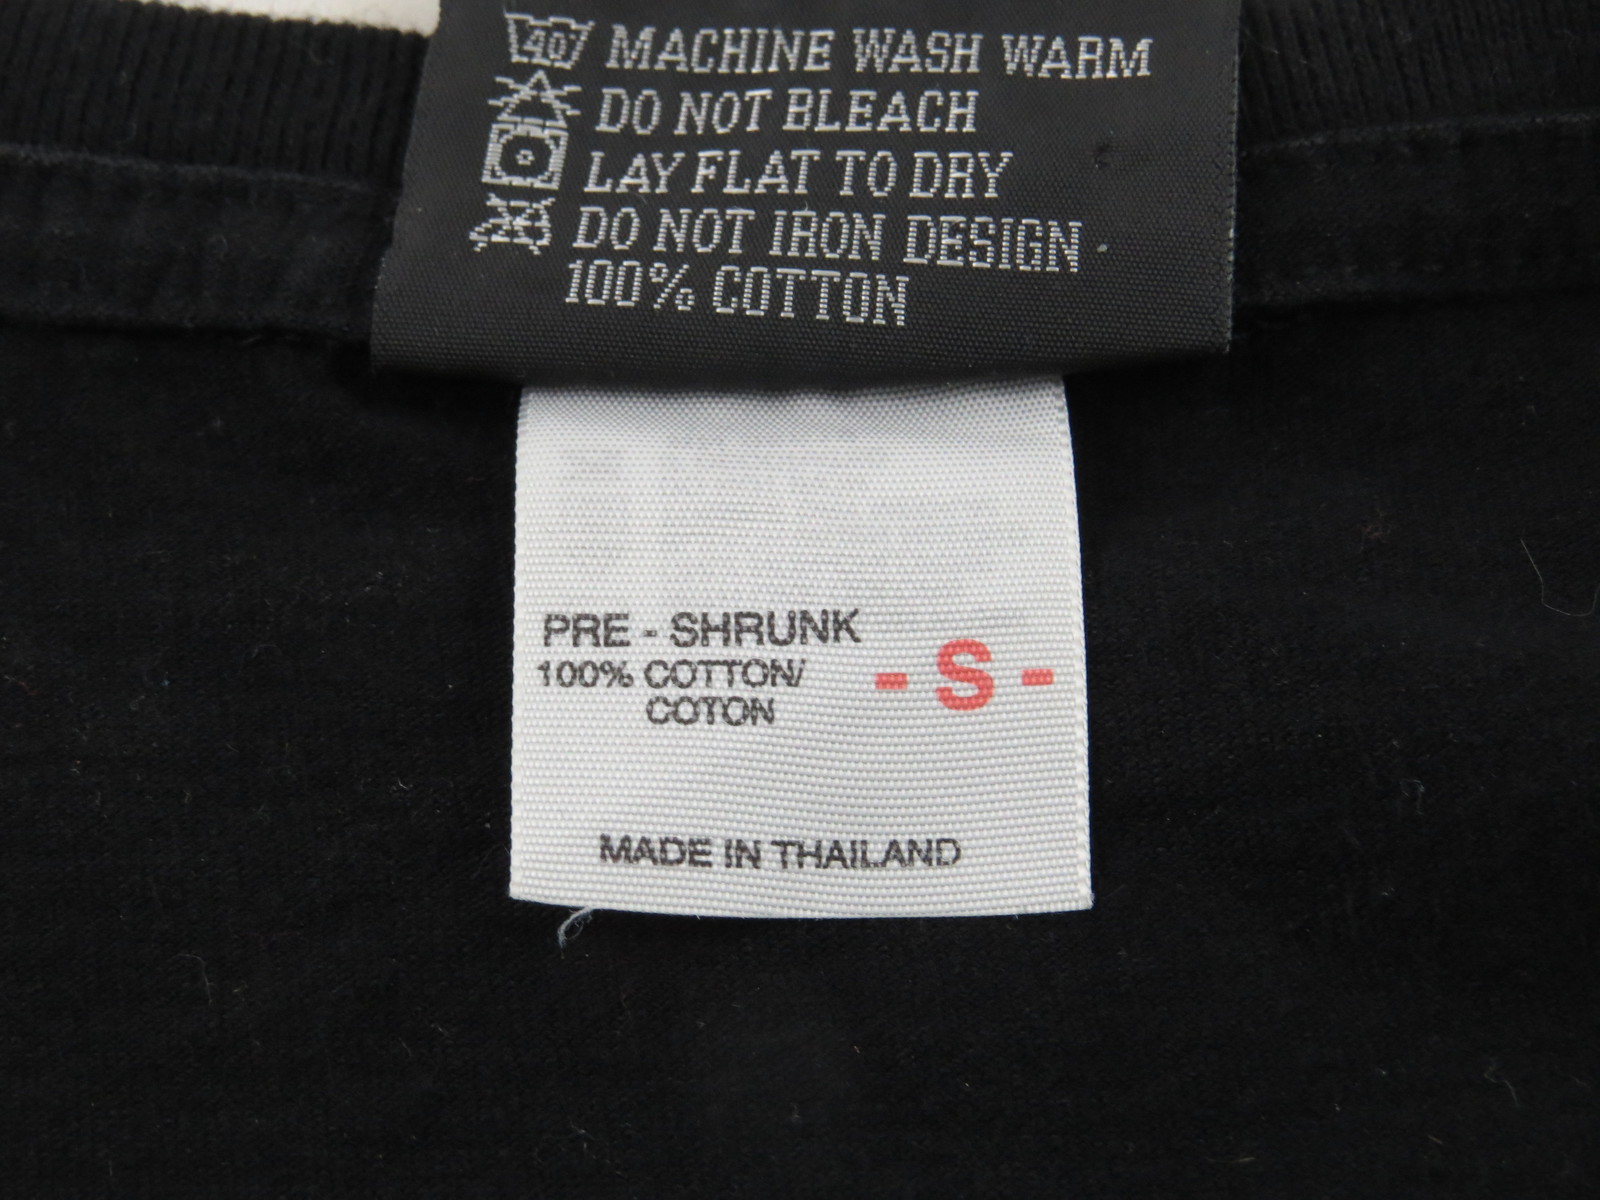 40 MACHINE WASH WARM
DO NOT BLEACH
LAY FLAT TO DRY
DO NOT IRON DESIGN
100% COTTON
PRE - SHRUNK
100% COTTON/
COTON
- S -
MADE IN THAILAND